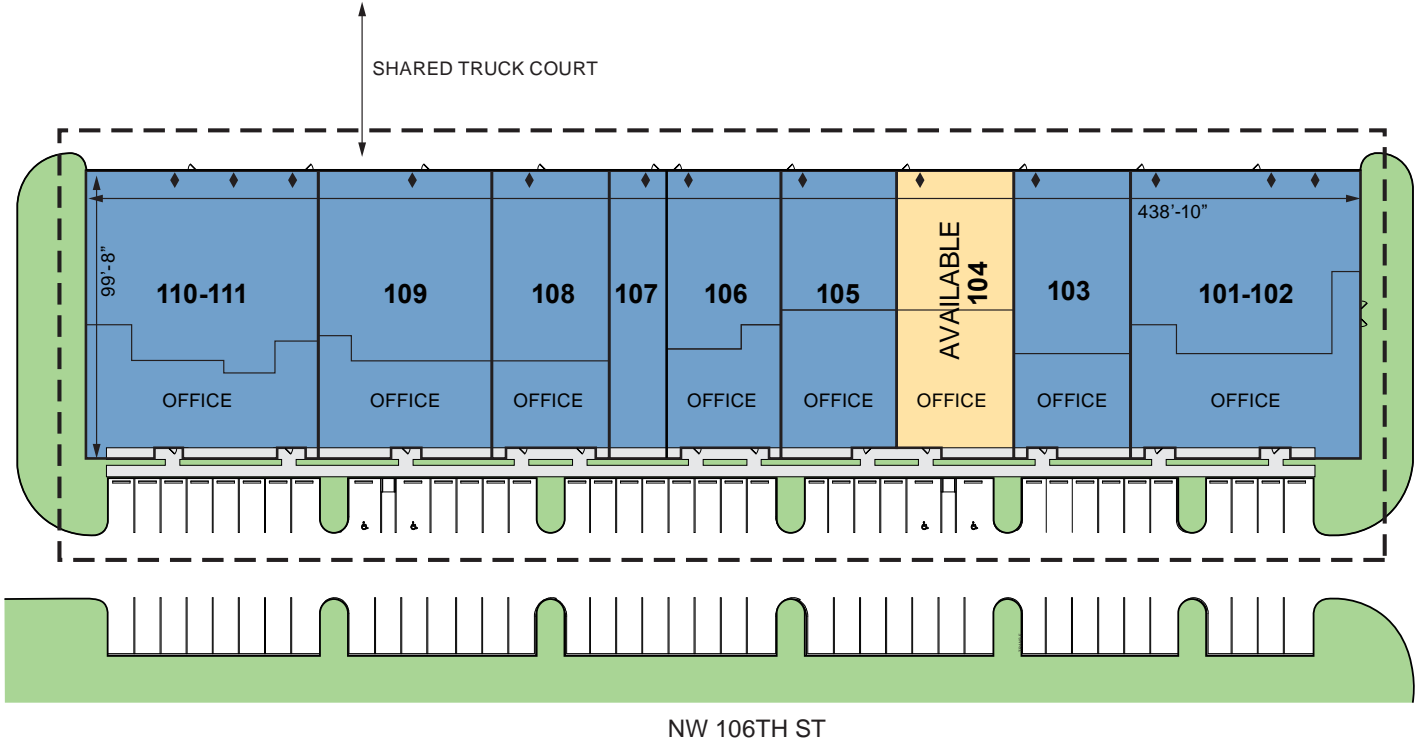 SHARED TRUCK COURT
438’-10”
99’-8”
110-111
109
108
107
106
105
AVAILABLE
104
103
101-102
OFFICE
OFFICE
OFFICE
OFFICE
OFFICE
OFFICE
OFFICE
OFFICE
NW 106TH ST